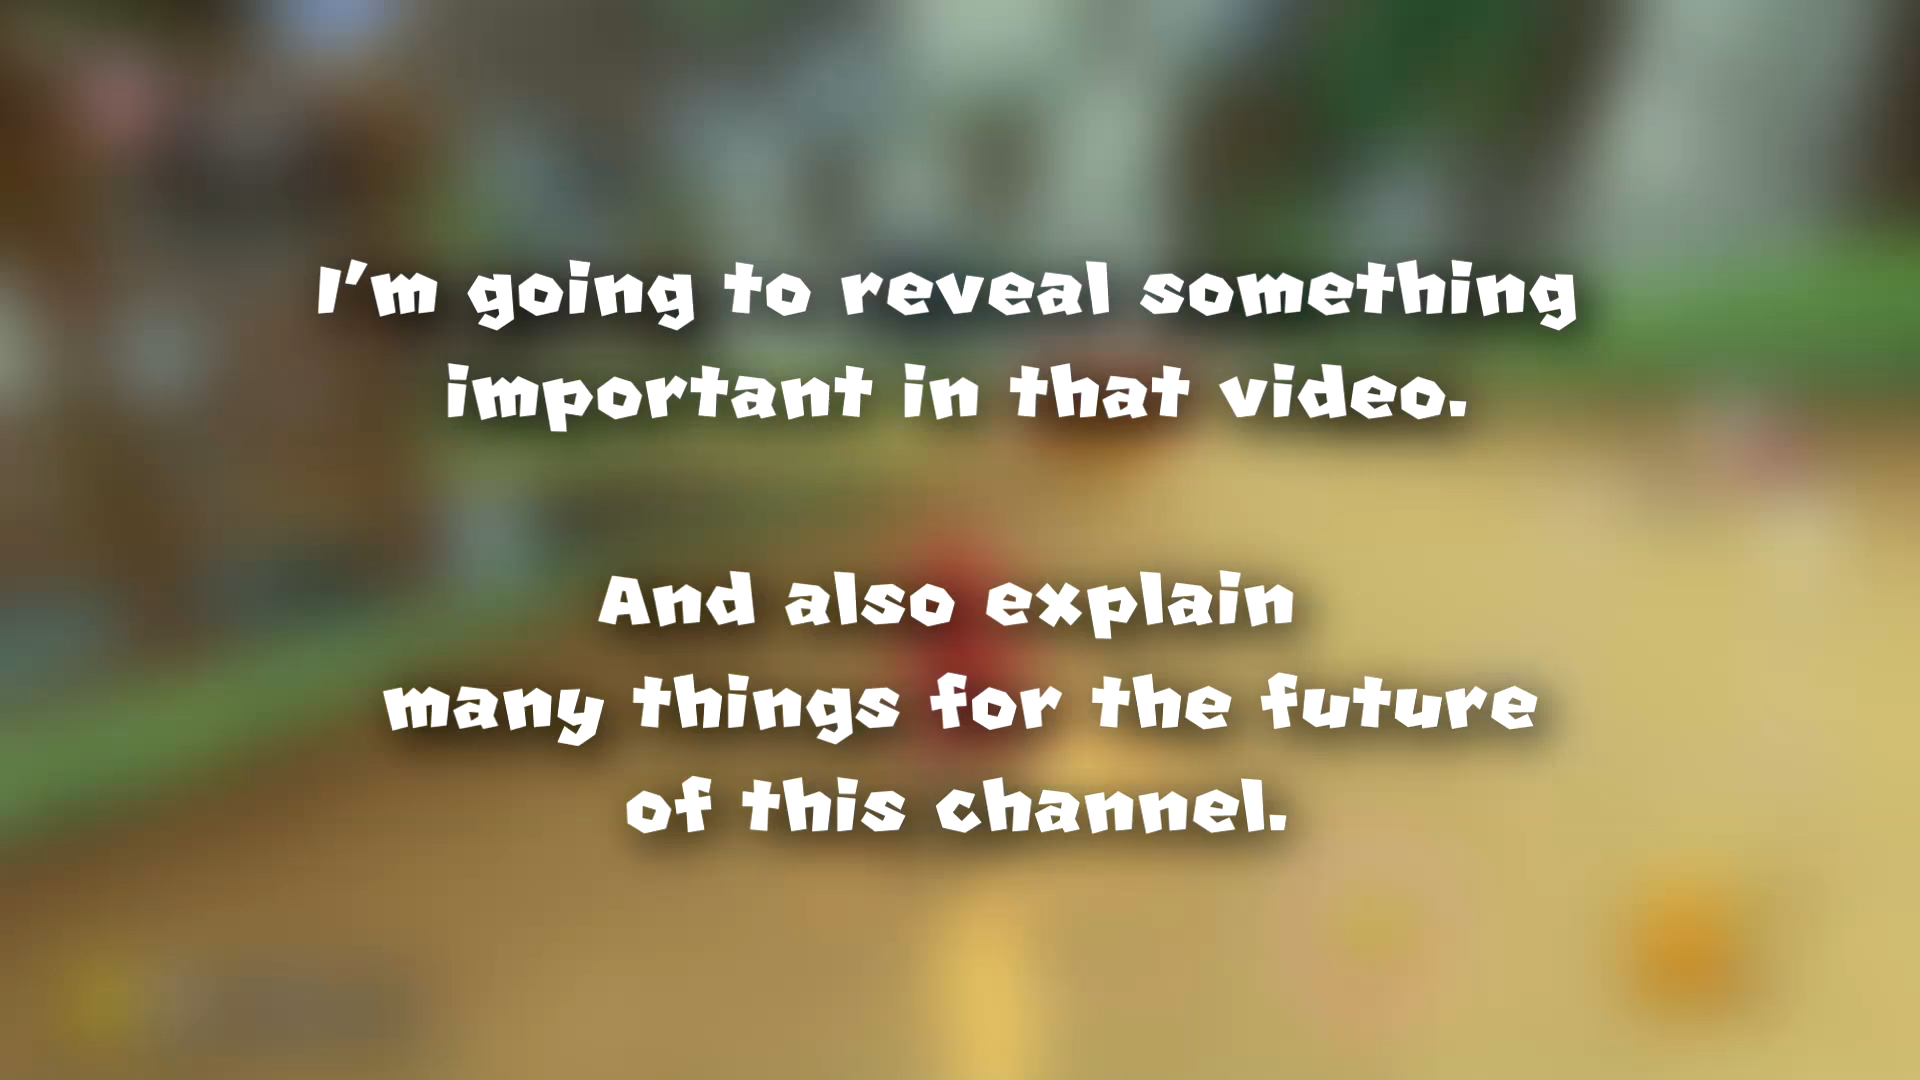 I'm going to reveal something
important in that video.
And also explain
many things for the future
of this channel.